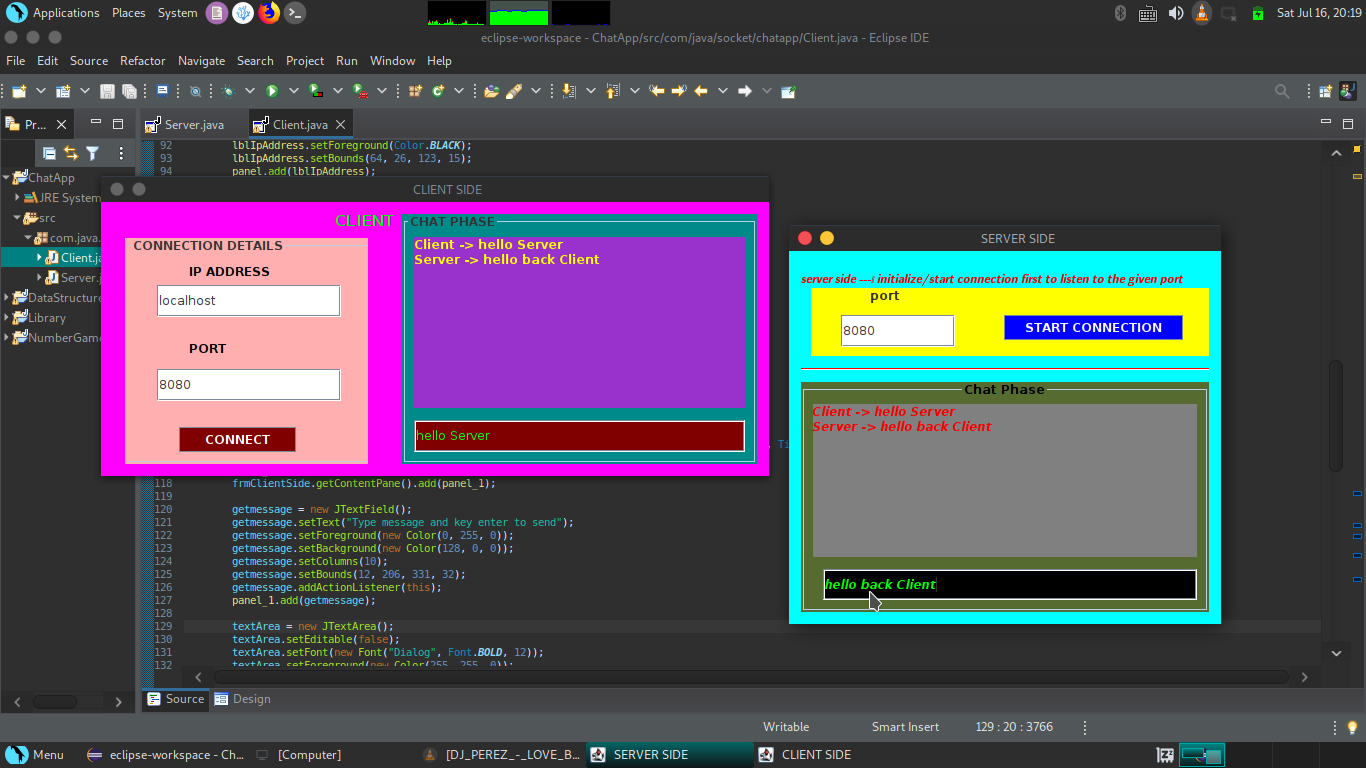 Applications Places System
Sat Jul 16, 20:19
eclipse-workspace - ChatApp/src/com/java/socket/chatapp/Client.java - Eclipse IDE
File Edit Source Refactor Navigate Search Project Run Window Help
Pr...
Server.java
Client.java
ChatApp
JRE System
src
com.java.
Client.ja
Server.j
DataStructure
Library
NumberGame
92 lblIpAddress.setForeground(Color.BLACK);
93 lblIpAddress.setBounds(64, 26, 123, 15);
94 panel.add(lblIpAddress);
CLIENT SIDE
CLIENT
CONNECTION DETAILS
IP ADDRESS
localhost
PORT
8080
CONNECT
CHAT PHASE
Client -> hello Server
Server -> hello back Client
hello Server
SERVER SIDE
server side ---: initialize/start connection first to listen to the given port
port
8080
START CONNECTION
Chat Phase
Client -> hello Server
Server -> hello back Client
hello back Client
118 frmClientSide.getContentPane().add(panel_1);
119
120 getmessage = new JTextField();
121 getmessage.setText("Type message and key enter to send");
122 getmessage.setForeground(new Color(0, 255, 0));
123 getmessage.setBackground(new Color(128, 0, 0));
124 getmessage.setColumns(10);
125 getmessage.setBounds(12, 206, 331, 32);
126 getmessage.addActionListener(this);
127 panel_1.add(getmessage);
128
129 textArea = new JTextArea();
130 textArea.setEditable(false);
131 textArea.setFont(new Font("Dialog", Font.BOLD, 12));
132 textArea.setForeground(new Color(255, 255, 0));
Source Design
Writable Smart Insert 129 : 20 : 3766
Menu eclipse-workspace - Ch... [Computer] [DJ_PEREZ_-_LOVE_B... SERVER SIDE CLIENT SIDE